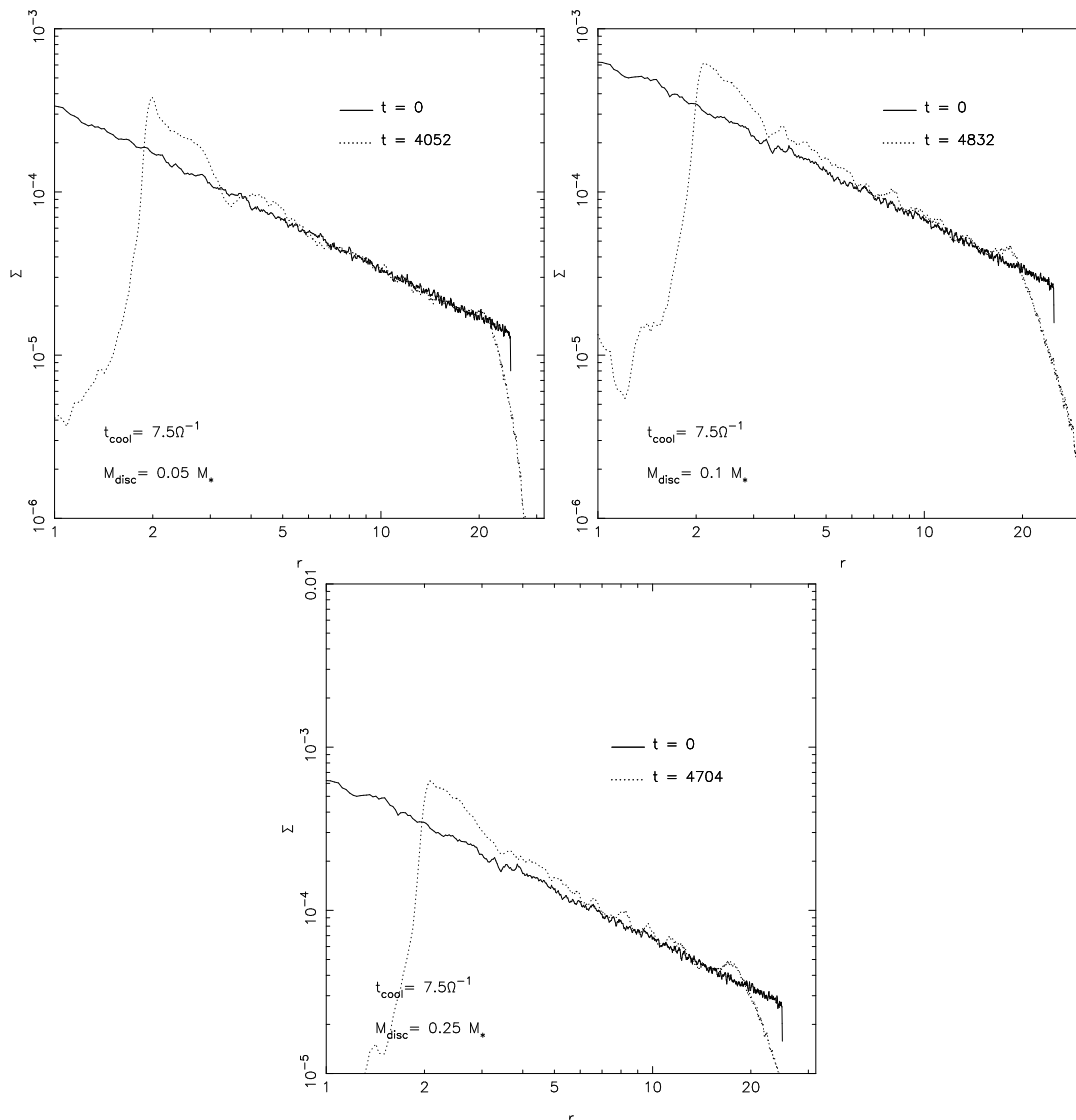 10⁻³
10⁻⁴
10⁻⁵
10⁻⁶
Σ
t = 0
t = 4052
t_cool = 7.5Ω⁻¹
M_disc = 0.05 M_*
1 2 5 10 20
r
10⁻³
10⁻⁴
10⁻⁵
10⁻⁶
Σ
t = 0
t = 4832
t_cool = 7.5Ω⁻¹
M_disc = 0.1 M_*
1 2 5 10 20
r
0.01
10⁻³
10⁻⁴
10⁻⁵
Σ
t = 0
t = 4704
t_cool = 7.5Ω⁻¹
M_disc = 0.25 M_*
1 2 5 10 20
r